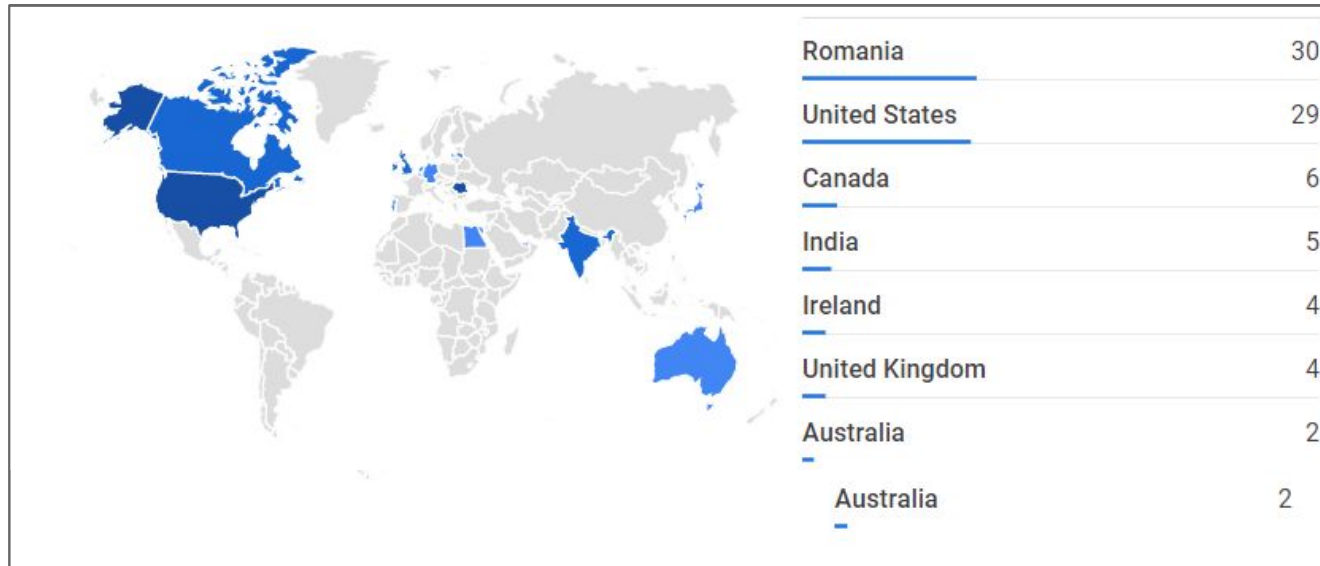 Romania 30
United States 29
Canada 6
India 5
Ireland 4
United Kingdom 4
Australia 2
Australia 2